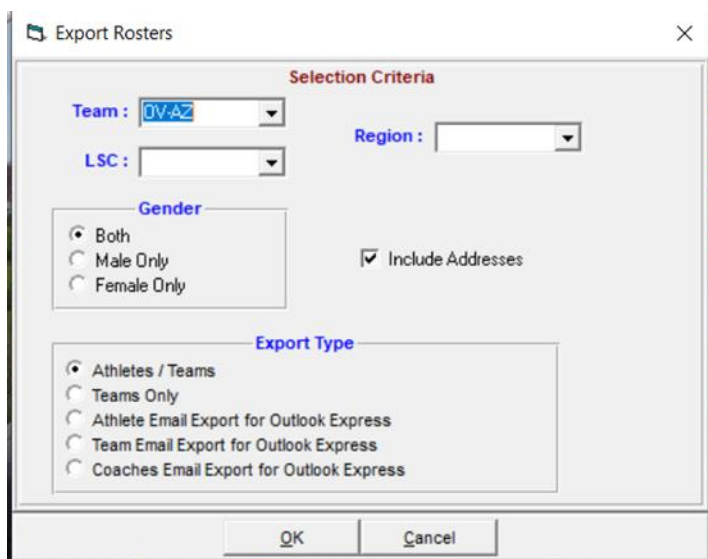 Export Rosters
Selection Criteria
Team : OV-AZ
Region :
LSC :
Gender
Both
Male Only
Female Only
Include Addresses
Export Type
Athletes / Teams
Teams Only
Athlete Email Export for Outlook Express
Team Email Export for Outlook Express
Coaches Email Export for Outlook Express
OK Cancel